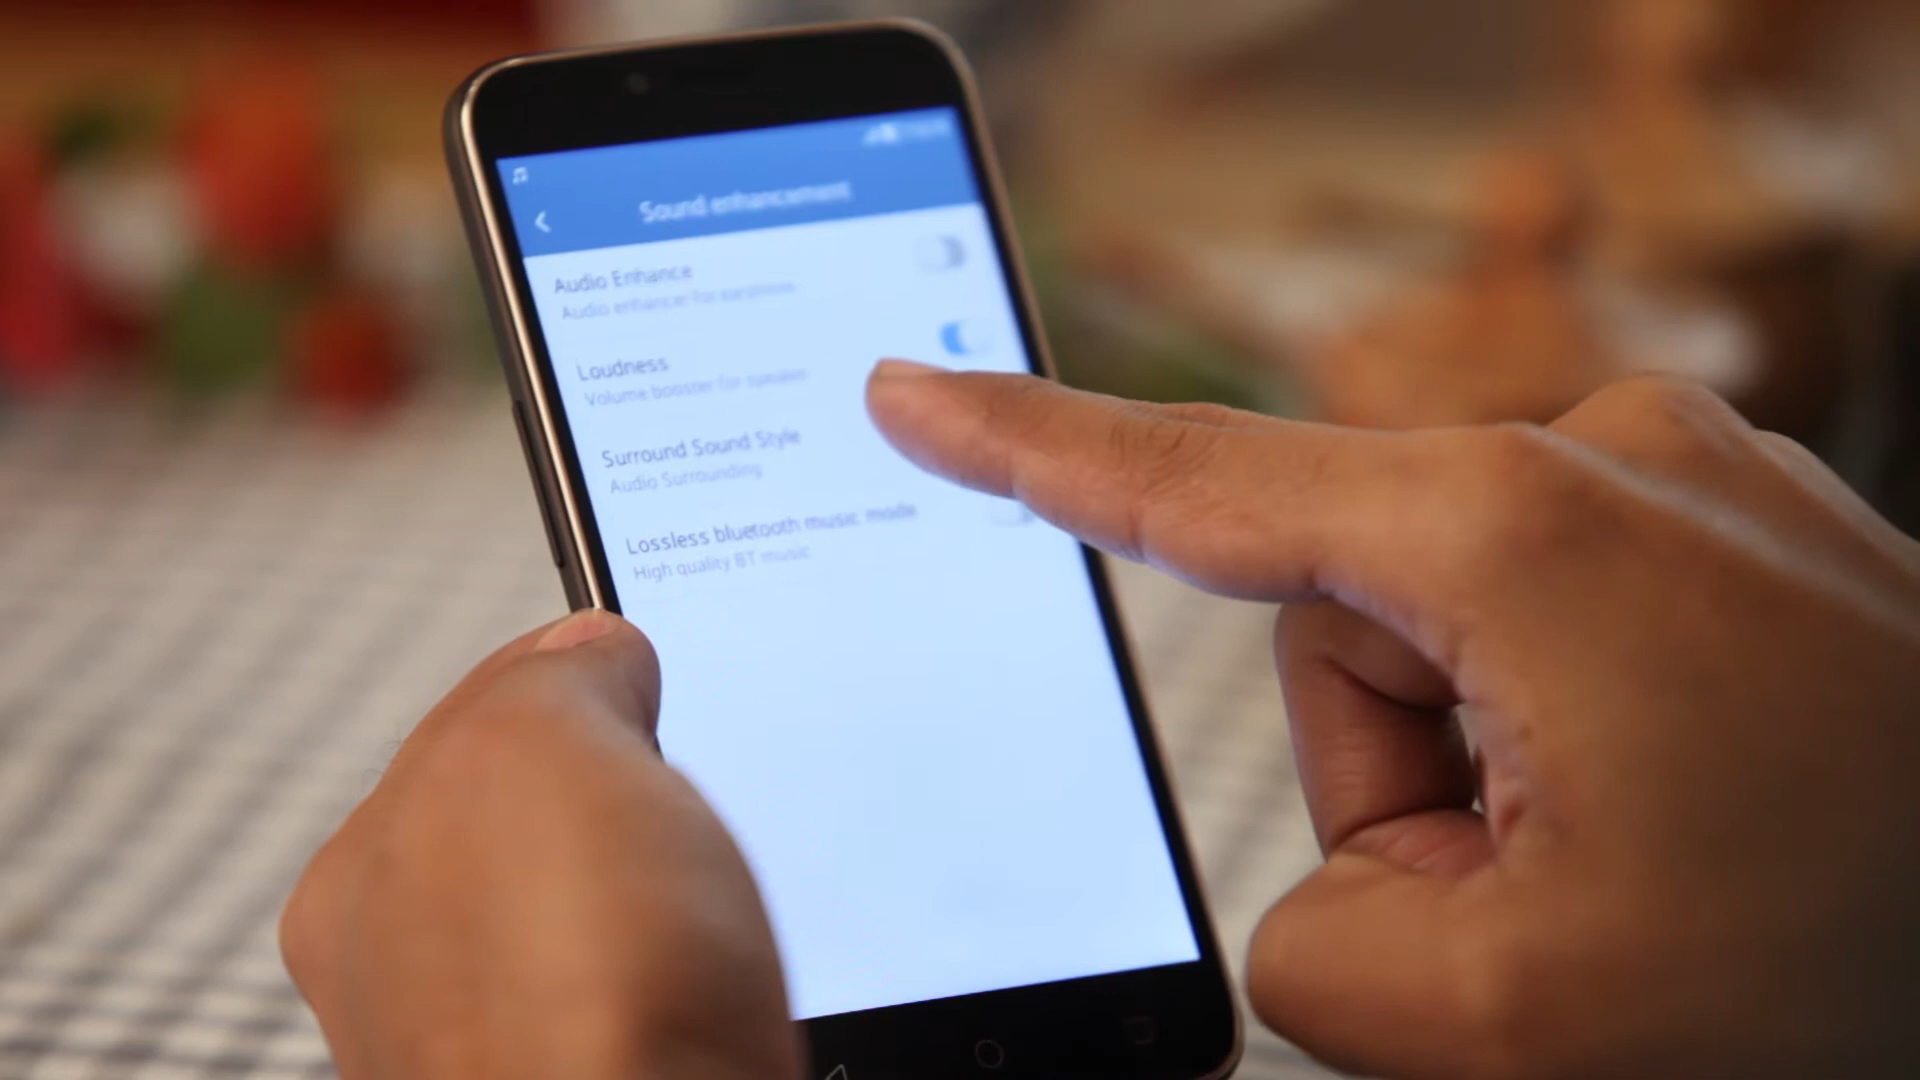 Sound enhancement
Audio Enhance
Audio enhancer for earphone
Loudness
Volume booster for speaker
Surround Sound Style
Audio Surrounding
Lossless bluetooth music mode
High quality BT music